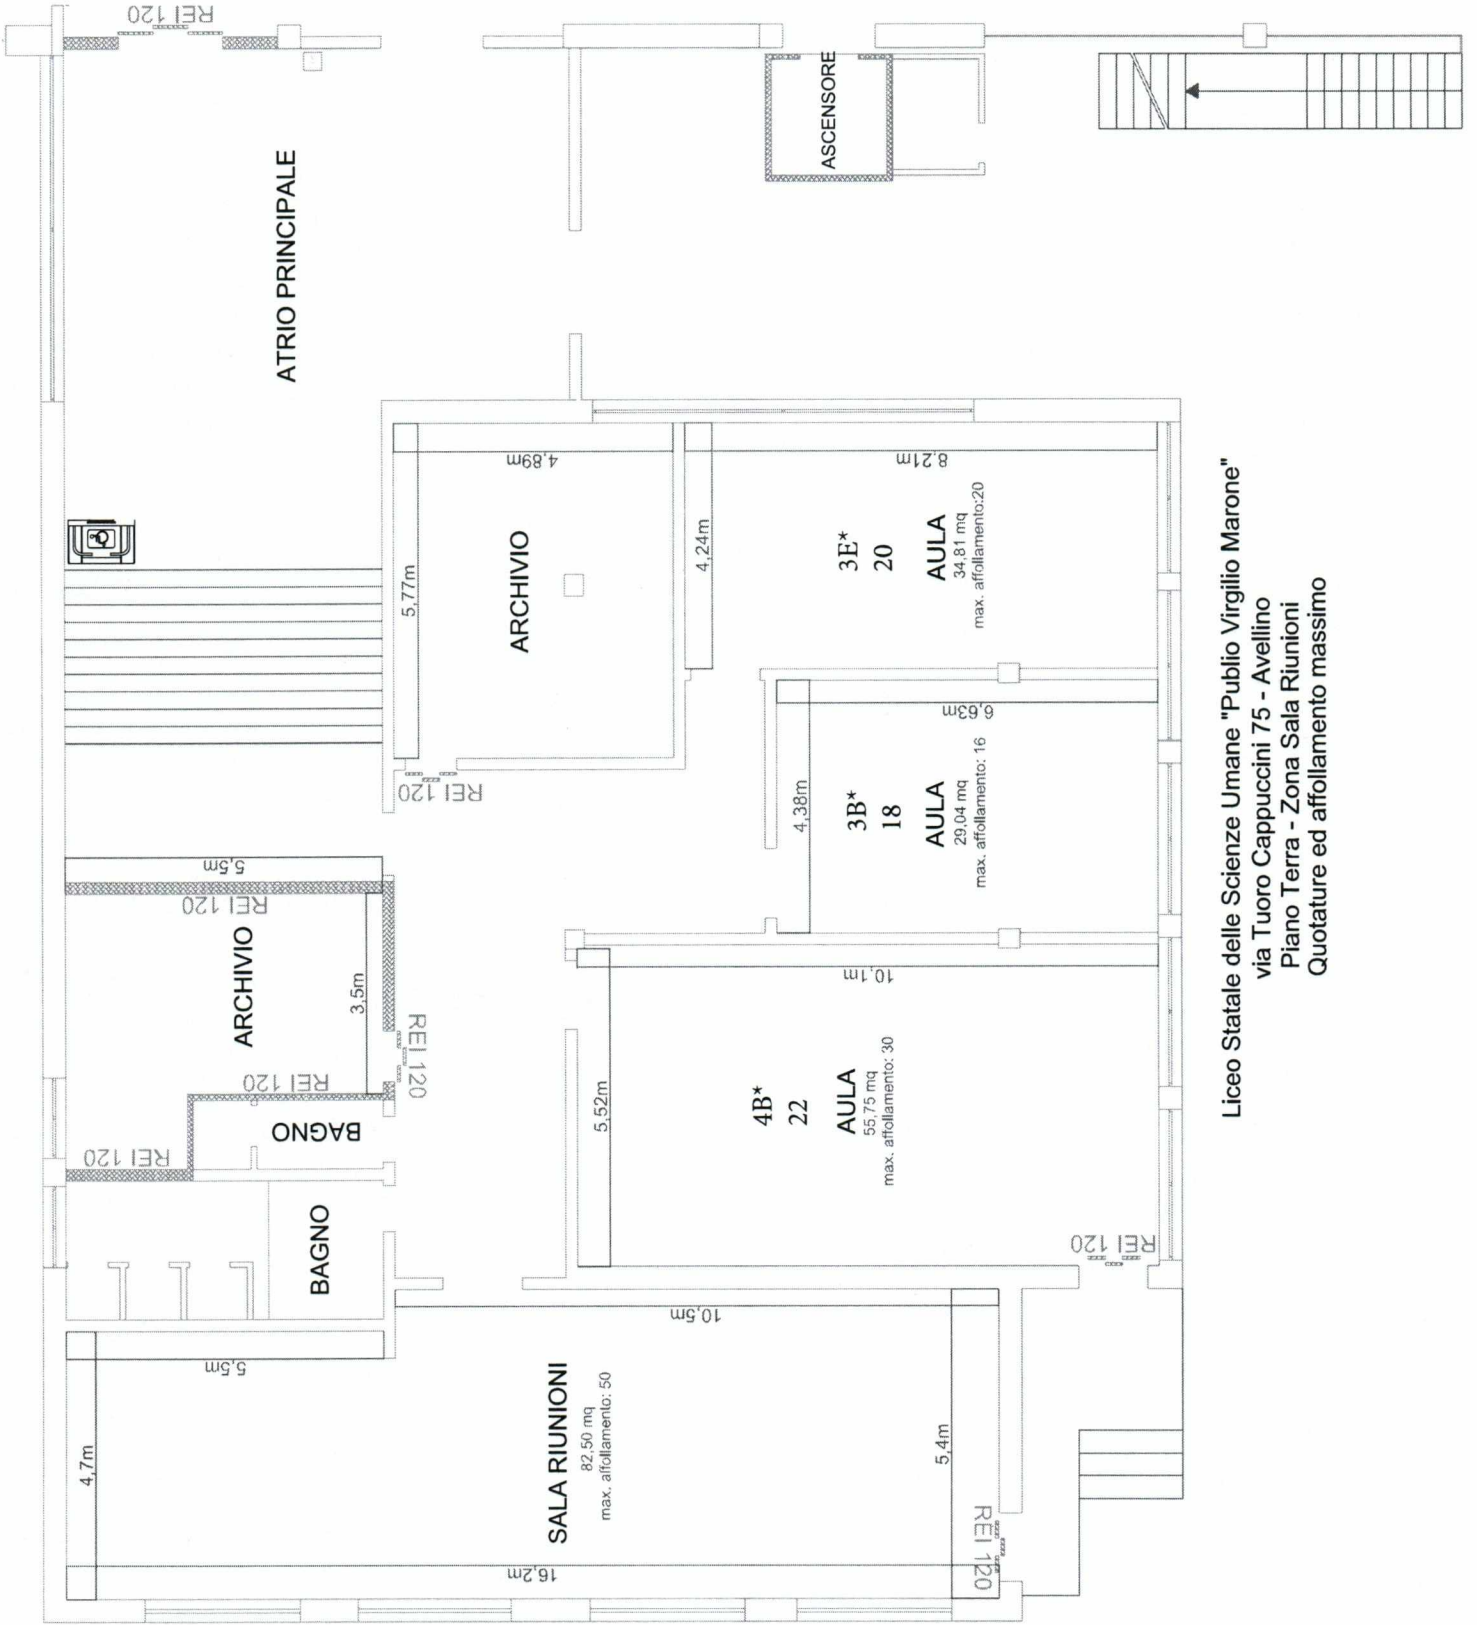 REI 120
ATRIO PRINCIPALE
ASCENSORE
4,89m
5,77m
ARCHIVIO
8,21m
4,24m
3E*
20
AULA
34,81 mq
max. affollamento:20
REI 120
6,63m
4,38m
3B*
18
AULA
29,04 mq
max. affollamento: 16
5,5m
REI 120
ARCHIVIO
3,5m
REI 120
REI 120
BAGNO
REI 120
BAGNO
10,1m
5,52m
4B*
22
AULA
55,75 mq
max. affollamento: 30
REI 120
10,5m
5,5m
4,7m
SALA RIUNIONI
82,50 mq
max. affollamento: 50
5,4m
16,2m
REI 120
Liceo Statale delle Scienze Umane "Publio Virgilio Marone"
via Tuoro Cappuccini 75 - Avellino
Piano Terra - Zona Sala Riunioni
Quotature ed affollamento massimo